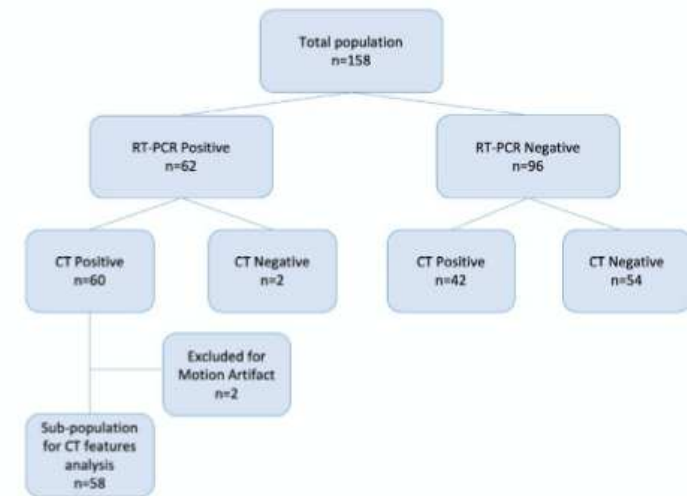 Total population
n=158
RT-PCR Positive
n=62
RT-PCR Negative
n=96
CT Positive
n=60
CT Negative
n=2
CT Positive
n=42
CT Negative
n=54
Excluded for
Motion Artifact
n=2
Sub-population
for CT features
analysis
n=58